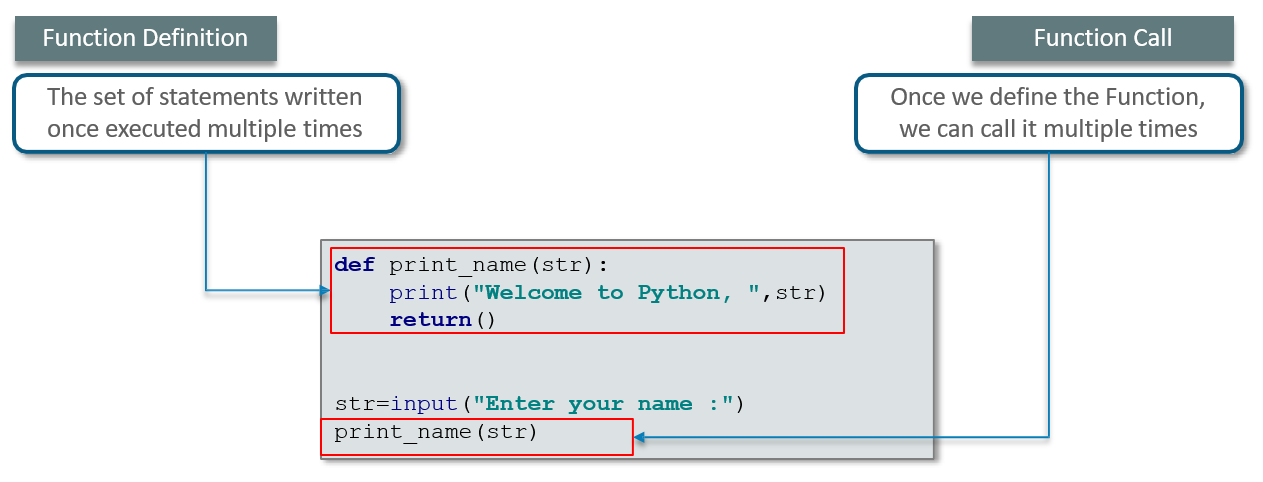 Function Definition
The set of statements written
once executed multiple times
Function Call
Once we define the Function,
we can call it multiple times
def print_name(str):
    print("Welcome to Python, ",str)
    return()
str=input("Enter your name :")
print_name(str)